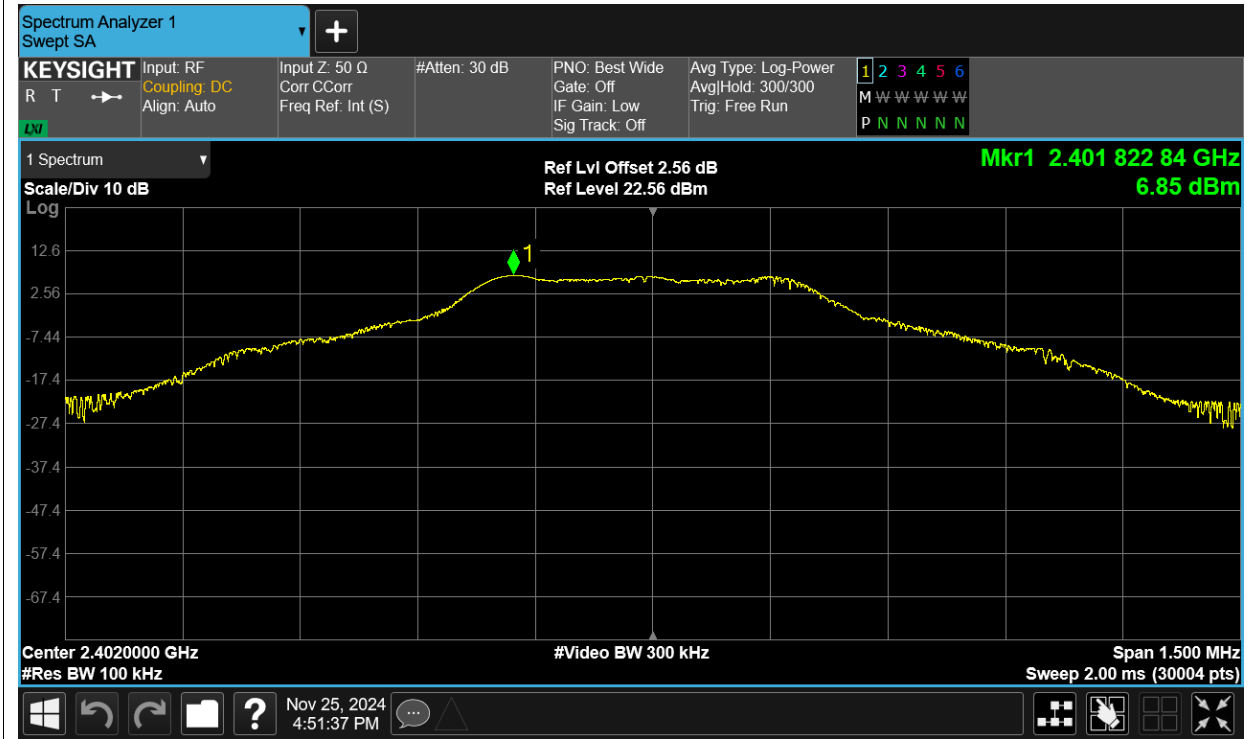 Spectrum Analyzer 1
Swept SA
KEYSIGHT
R T
LXI
Input: RF
Coupling: DC
Align: Auto
Input Z: 50 Ω
Corr CCorr
Freq Ref: Int (S)
#Atten: 30 dB
PNO: Best Wide
Gate: Off
IF Gain: Low
Sig Track: Off
Avg Type: Log-Power
Avg|Hold: 300/300
Trig: Free Run
1 2 3 4 5 6
M W W W W W
P N N N N N
1 Spectrum
Scale/Div 10 dB
Log
Ref Lvl Offset 2.56 dB
Ref Level 22.56 dBm
Mkr1 2.401 822 84 GHz
6.85 dBm
1
12.6
2.56
-7.44
-17.4
-27.4
-37.4
-47.4
-57.4
-67.4
Center 2.4020000 GHz
#Video BW 300 kHz
Span 1.500 MHz
#Res BW 100 kHz
Sweep 2.00 ms (30004 pts)
?
Nov 25, 2024
4:51:37 PM